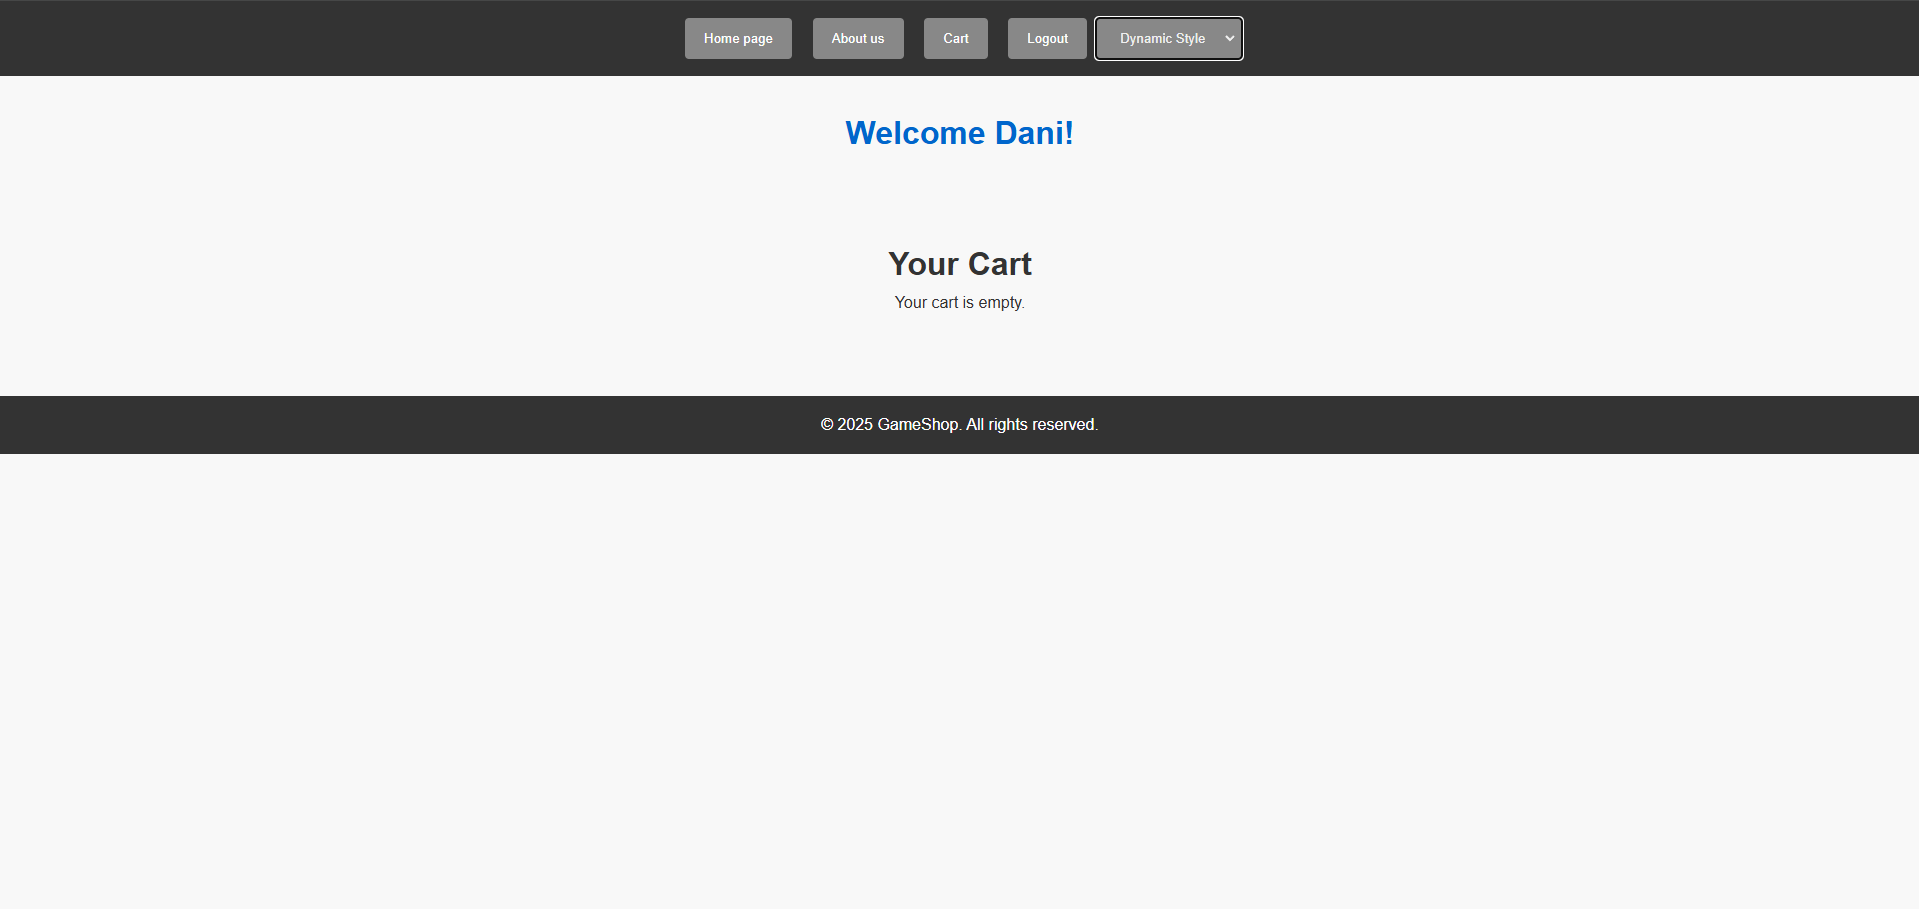 Home page About us Cart Logout Dynamic Style
Welcome Dani!
Your Cart
Your cart is empty.
© 2025 GameShop. All rights reserved.